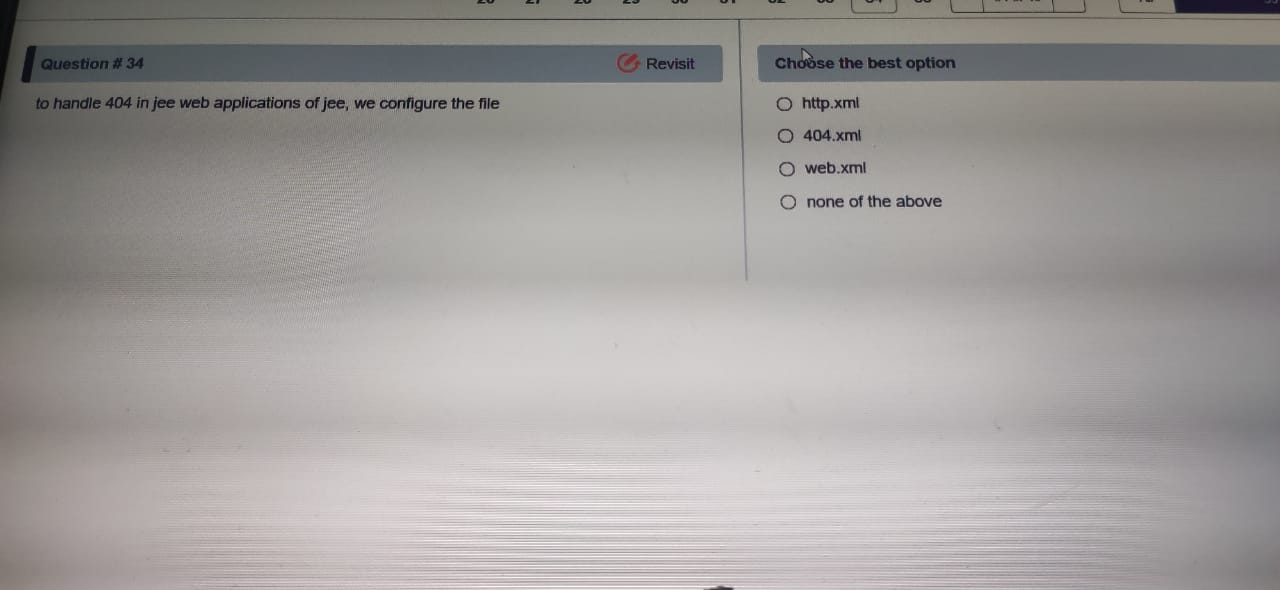 Question # 34
Revisit
to handle 404 in jee web applications of jee, we configure the file
Choose the best option
http.xml
404.xml
web.xml
none of the above